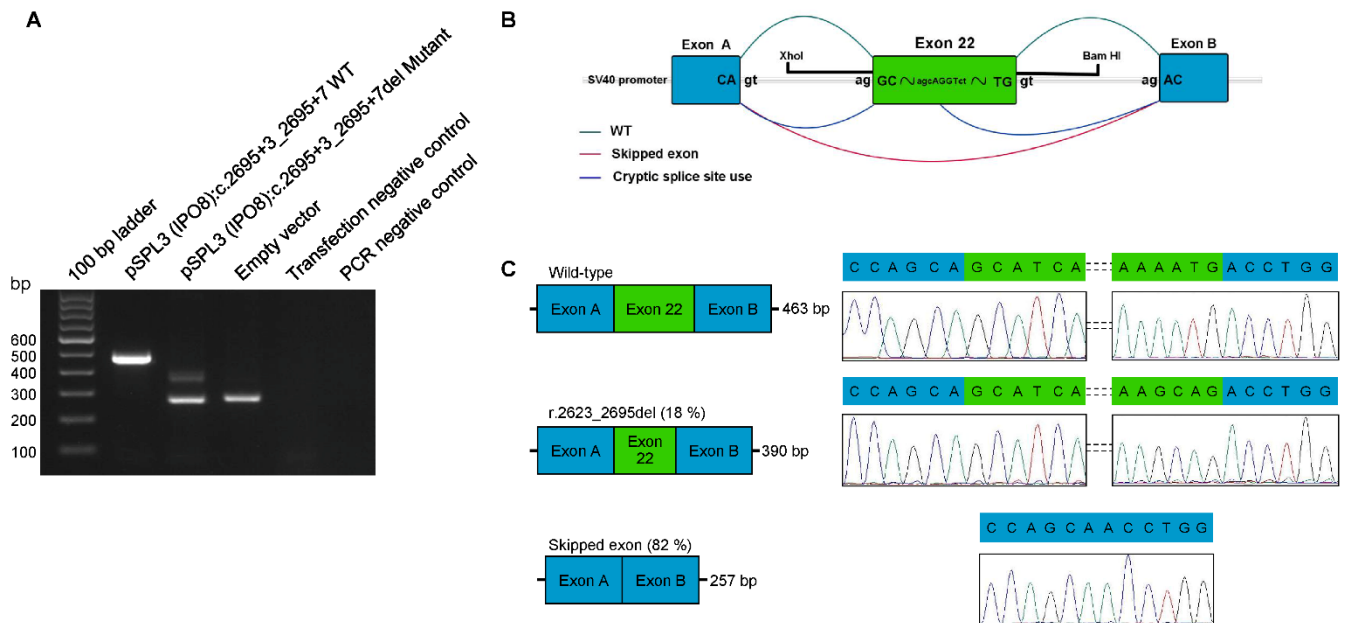 A
100 bp ladder
pSPL3 (IPO8):c.2695+3_2695+7 WT
pSPL3 (IPO8):c.2695+3_2695+7del Mutant
Empty vector
Transfection negative control
PCR negative control
bp
600
500
400
300
200
100
B
Exon A
Exon 22
Exon B
XhoI
Bam HI
SV40 promoter
CA gt
ag GC ~ agcAGGTct ~ TG gt
ag AC
WT
Skipped exon
Cryptic splice site use
C
Wild-type
Exon A Exon 22 Exon B 463 bp
C C A G C A G C A T C A A A A A T G A C C T G G
r.2623_2695del (18 %)
Exon A Exon 22 Exon B 390 bp
C C A G C A G C A T C A A A G C A G A C C T G G
Skipped exon (82 %)
Exon A Exon B 257 bp
C C A G C A A C C T G G